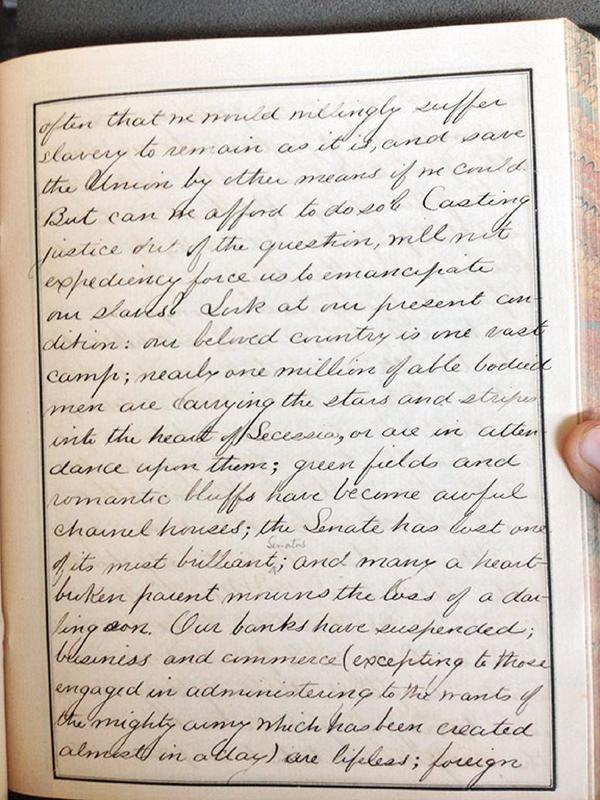 often that we would willingly suffer
slavery to remain as it is, and save
the Union by other means if we could.
But can we afford to do so? Casting
justice out of the question, will not
expediency force us to emancipate
our slaves? Look at our present con-
dition: our beloved country is one vast
camp; nearly one million of able bodied
men are carrying the stars and stripes
into the heart of Secessia, or are in atten-
dance upon them; green fields and
romantic bluffs have become awful
charnel houses; the Senate has lost one
Senators
of its most brilliant; and many a heart-
broken parent mourns the loss of a dar-
ling son. Our banks have suspended;
business and commerce (excepting to those
engaged in administering to the wants of
the mighty army which has been created
almost in a day) are lifeless; foreign